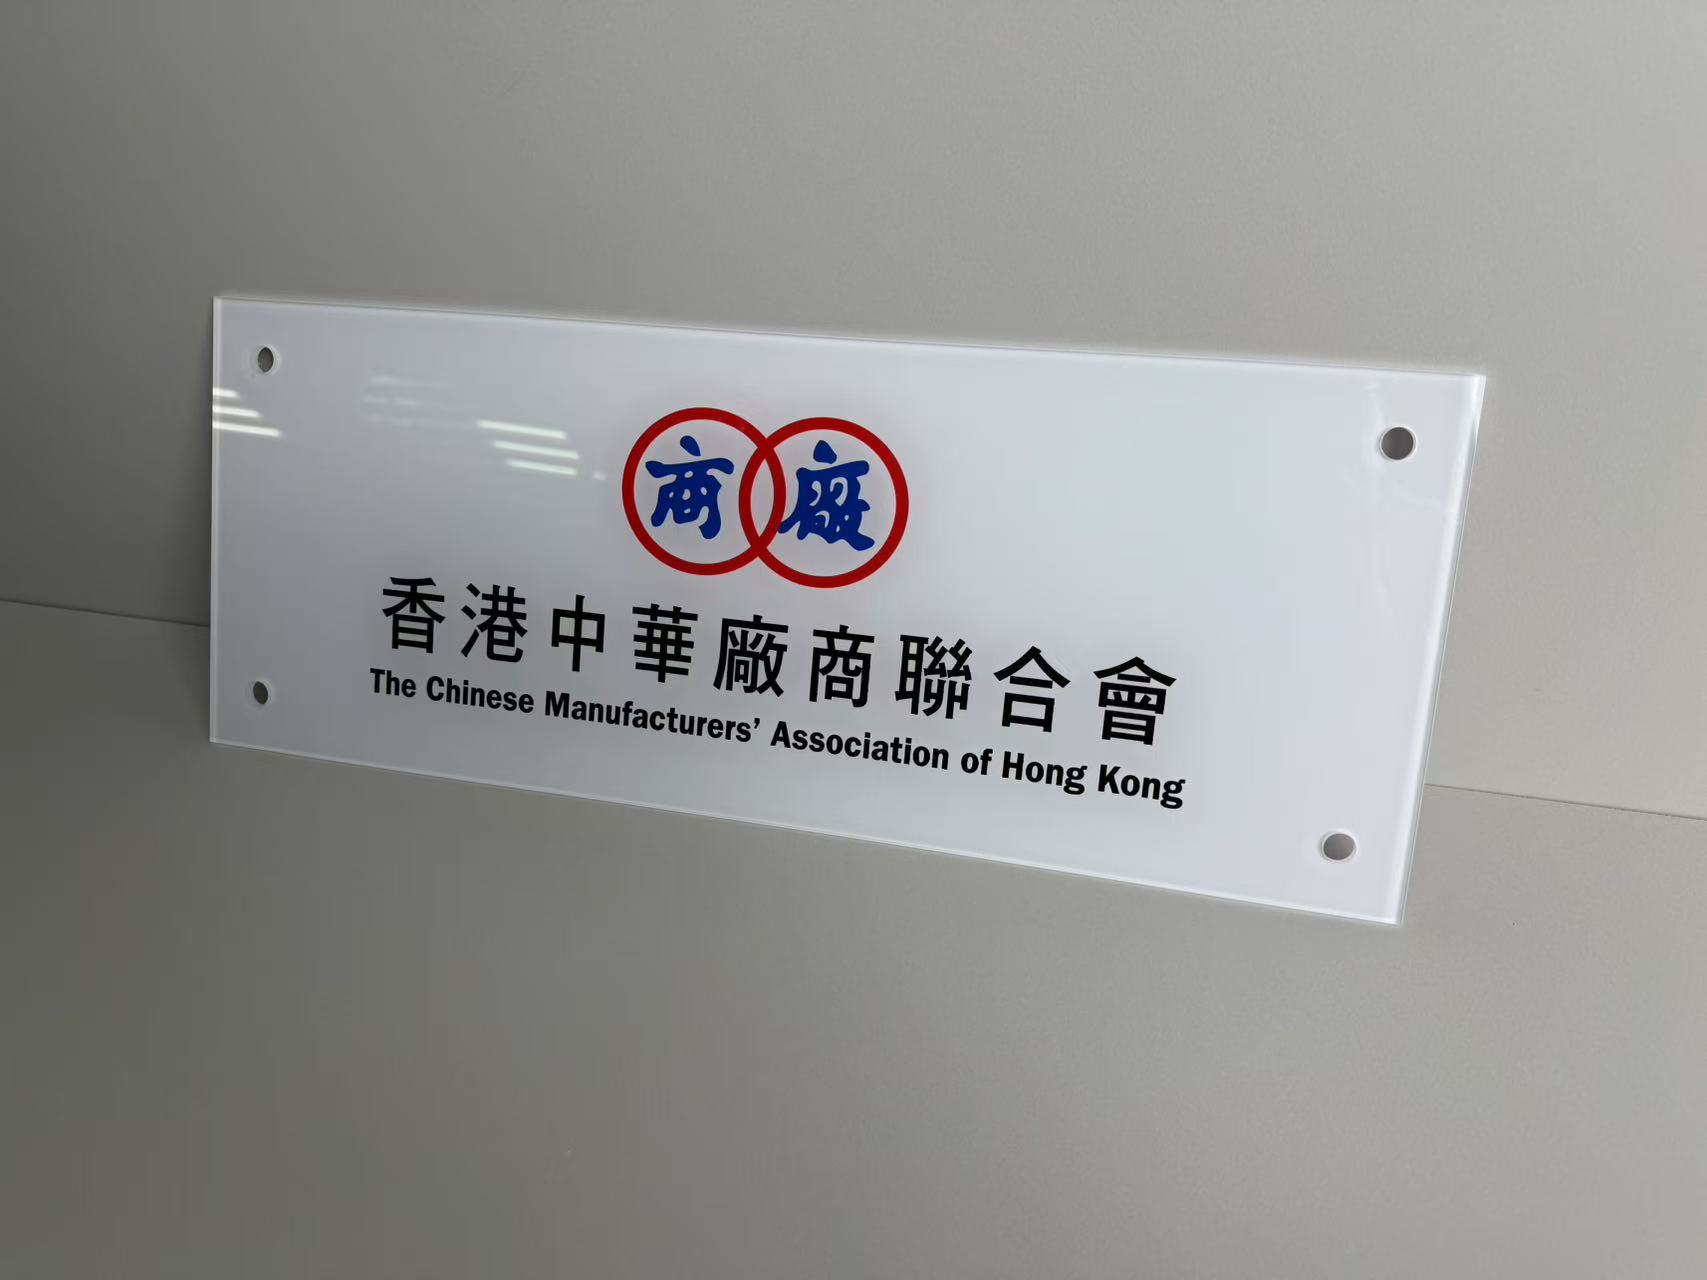 商廠
香港中華廠商聯合會
The Chinese Manufacturers’ Association of Hong Kong